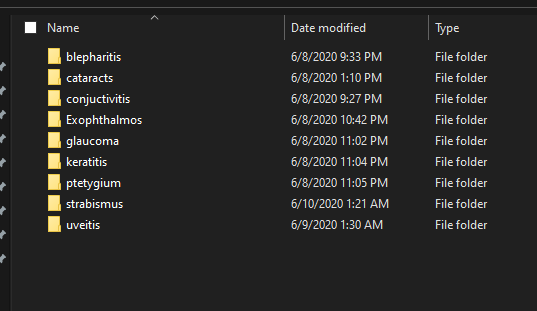 Name Date modified Type
blepharitis 6/8/2020 9:33 PM File folder
cataracts 6/8/2020 1:10 PM File folder
conjuctivitis 6/8/2020 9:27 PM File folder
Exophthalmos 6/8/2020 10:42 PM File folder
glaucoma 6/8/2020 11:02 PM File folder
keratitis 6/8/2020 11:04 PM File folder
ptetygium 6/8/2020 11:05 PM File folder
strabismus 6/10/2020 1:21 AM File folder
uveitis 6/9/2020 1:30 AM File folder